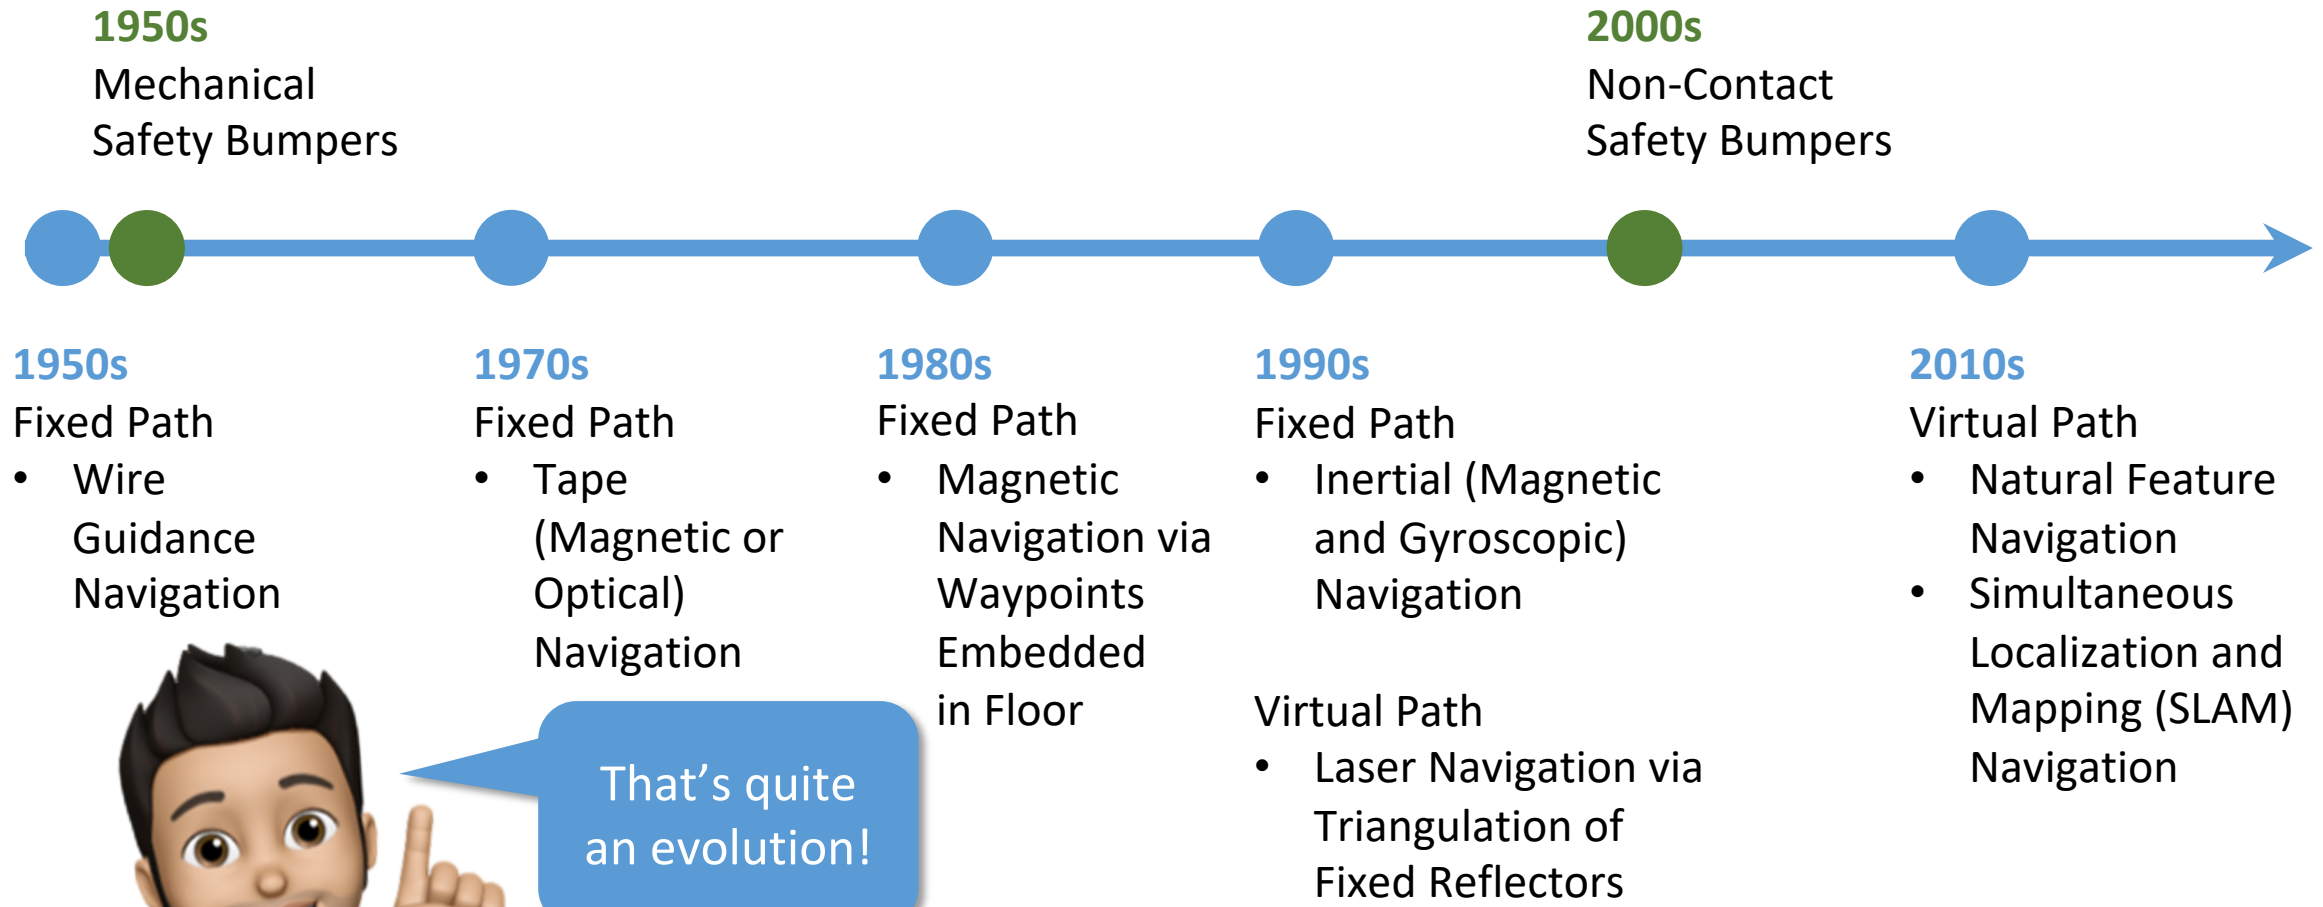 1950s
Mechanical
Safety Bumpers
2000s
Non-Contact
Safety Bumpers
1950s
Fixed Path
• Wire
Guidance
Navigation
1970s
Fixed Path
• Tape
(Magnetic or
Optical)
Navigation
1980s
Fixed Path
• Magnetic
Navigation via
Waypoints
Embedded
in Floor
1990s
Fixed Path
• Inertial (Magnetic
and Gyroscopic)
Navigation
Virtual Path
• Laser Navigation via
Triangulation of
Fixed Reflectors
2010s
Virtual Path
• Natural Feature
Navigation
• Simultaneous
Localization and
Mapping (SLAM)
Navigation
That’s quite
an evolution!